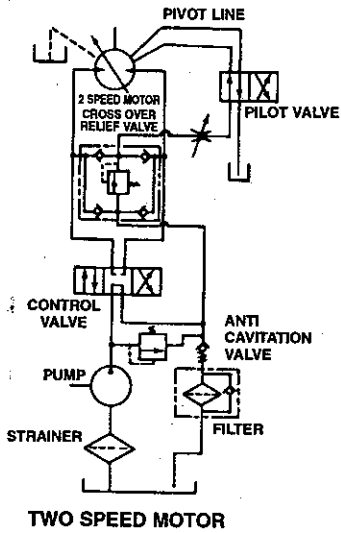 PIVOT LINE
2 SPEED MOTOR
CROSS OVER
RELIEF VALVE
PILOT VALVE
CONTROL
VALVE
ANTI
CAVITATION
VALVE
PUMP
STRAINER
FILTER
TWO SPEED MOTOR